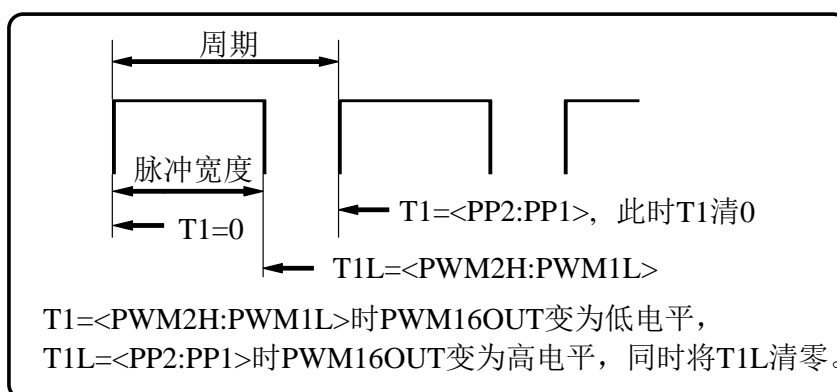 周期
脉冲宽度
T1=<PP2:PP1>，此时T1清0
T1=0
T1L=<PWM2H:PWM1L>
T1=<PWM2H:PWM1L>时PWM16OUT变为低电平，
T1L=<PP2:PP1>时PWM16OUT变为高电平，同时将T1L清零。